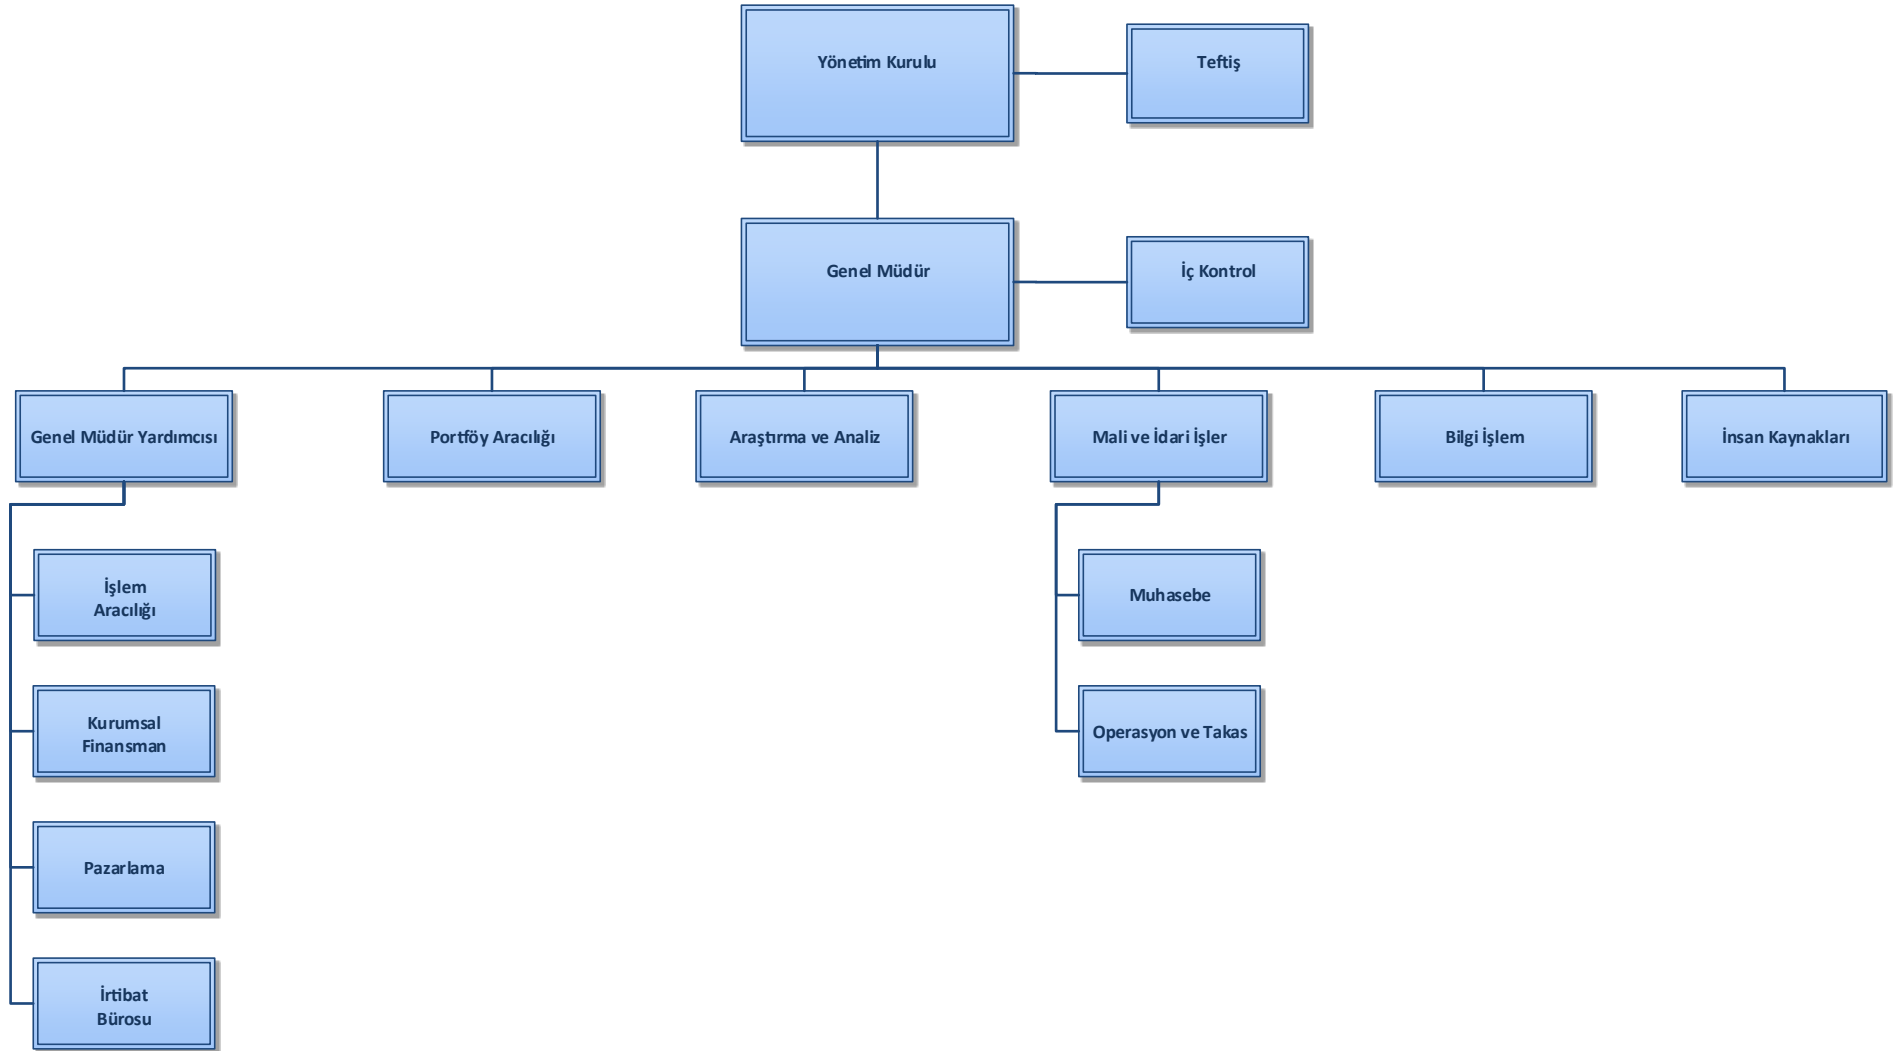 Yönetim Kurulu
Teftiş
Genel Müdür
İç Kontrol
Genel Müdür Yardımcısı
Portföy Aracılığı
Araştırma ve Analiz
Mali ve İdari İşler
Bilgi İşlem
İnsan Kaynakları
İşlem
Aracılığı
Muhasebe
Kurumsal
Finansman
Operasyon ve Takas
Pazarlama
İrtibat
Bürosu